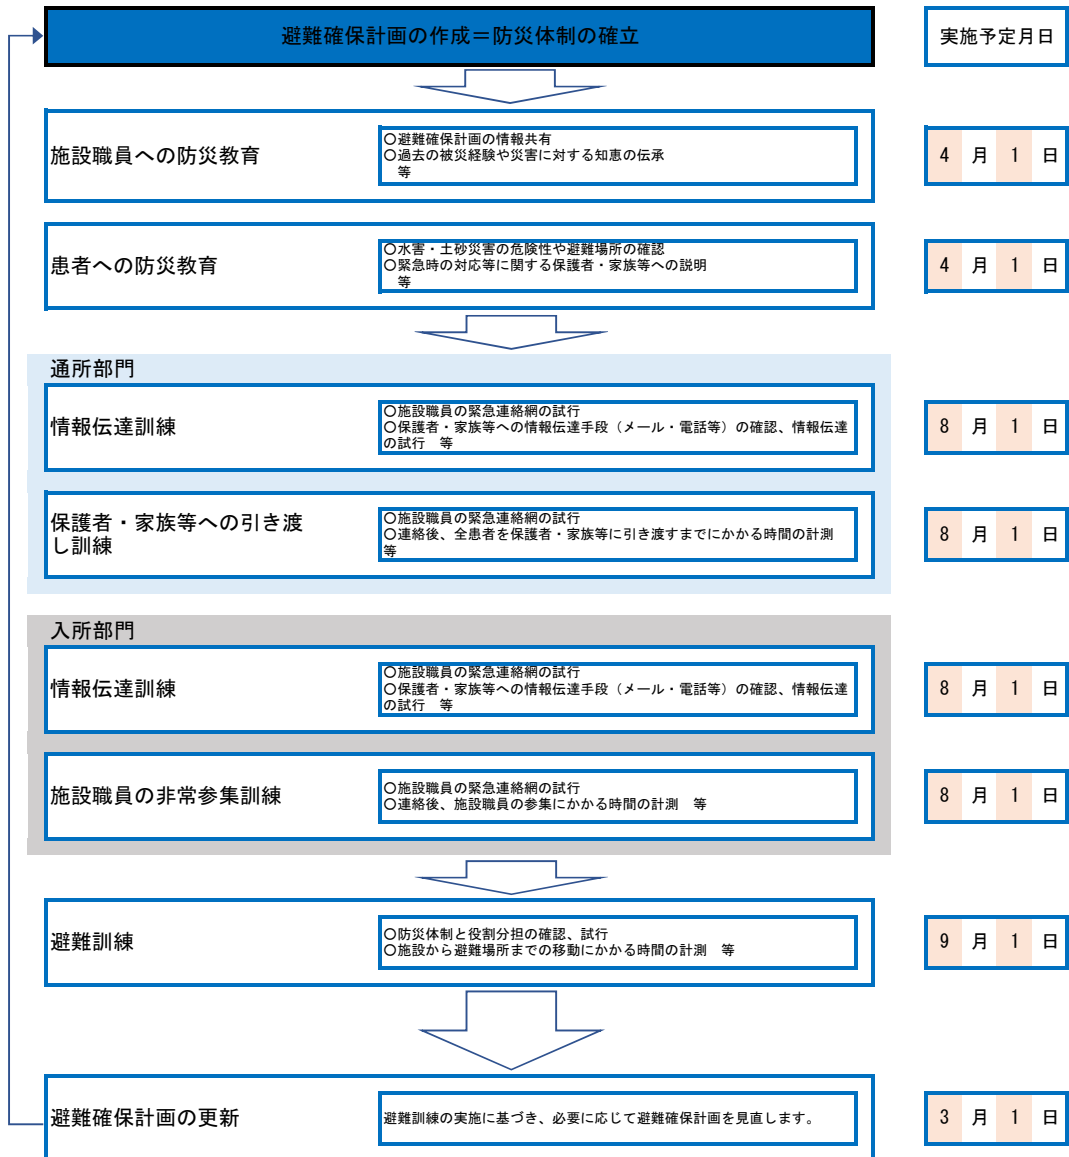 避難確保計画の作成＝防災体制の確立
実施予定月日
施設職員への防災教育
〇避難確保計画の情報共有
〇過去の被災経験や災害に対する知恵の伝承
等
4 月 1 日
患者への防災教育
〇水害・土砂災害の危険性や避難場所の確認
〇緊急時の対応等に関する保護者・家族等への説明
等
4 月 1 日
通所部門
情報伝達訓練
〇施設職員の緊急連絡網の試行
〇保護者・家族等への情報伝達手段（メール・電話等）の確認、情報伝達
の試行　等
8 月 1 日
保護者・家族等への引き渡
し訓練
〇施設職員の緊急連絡網の試行
〇連絡後、全患者を保護者・家族等に引き渡すまでにかかる時間の計測
等
8 月 1 日
入所部門
情報伝達訓練
〇施設職員の緊急連絡網の試行
〇保護者・家族等への情報伝達手段（メール・電話等）の確認、情報伝達
の試行　等
8 月 1 日
施設職員の非常参集訓練
〇施設職員の緊急連絡網の試行
〇連絡後、施設職員の参集にかかる時間の計測　等
8 月 1 日
避難訓練
〇防災体制と役割分担の確認、試行
〇施設から避難場所までの移動にかかる時間の計測　等
9 月 1 日
避難確保計画の更新
避難訓練の実施に基づき、必要に応じて避難確保計画を見直します。
3 月 1 日